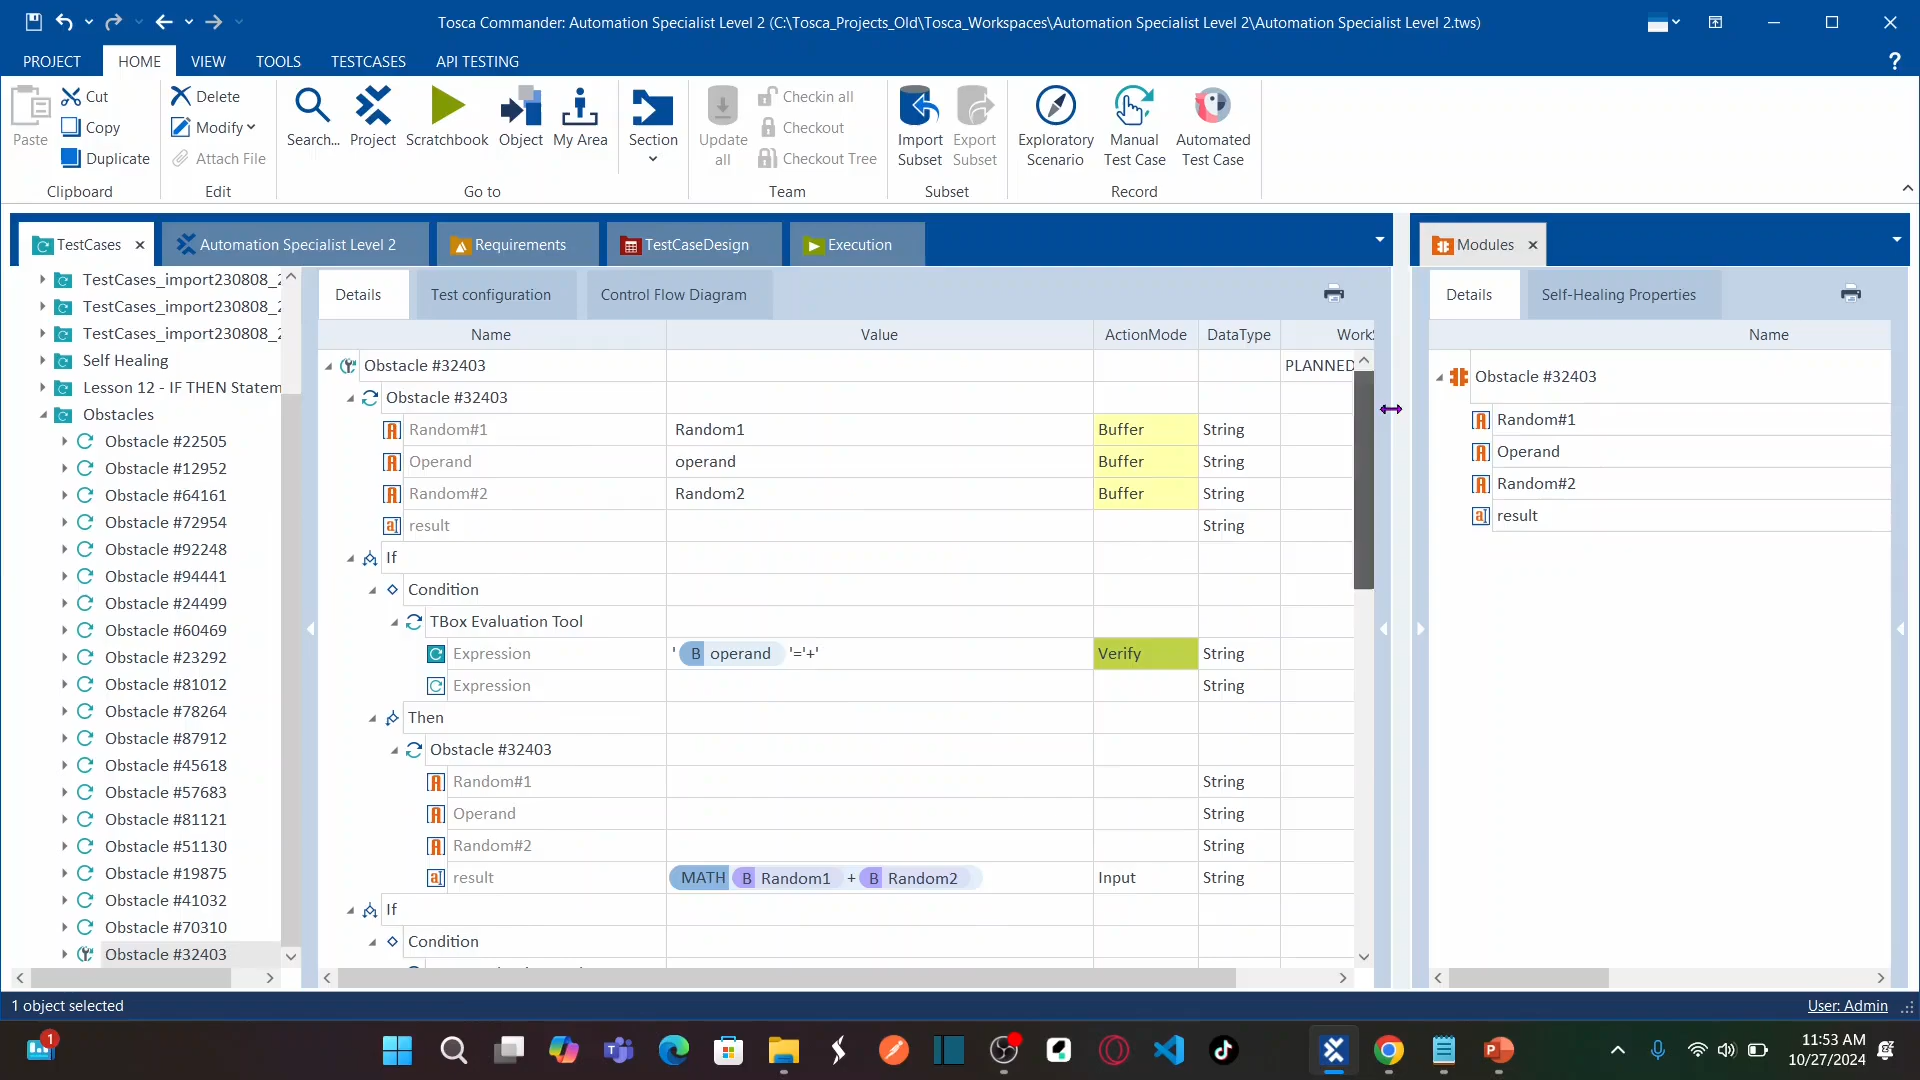 Tosca Commander: Automation Specialist Level 2 (C:\Tosca_Projects_Old\Tosca_Workspaces\Automation Specialist Level 2\Automation Specialist Level 2.tws)
PROJECT HOME VIEW TOOLS TESTCASES API TESTING ?
Paste
Cut
Copy
Duplicate
Clipboard
Delete
Modify
Attach File
Edit
Search...
Project
Scratchbook
Object
My Area
Section
Go to
Update all
Checkin all
Checkout
Checkout Tree
Team
Import Subset
Export Subset
Subset
Exploratory Scenario
Manual Test Case
Automated Test Case
Record
TestCases
Automation Specialist Level 2
Requirements
TestCaseDesign
Execution
Modules
TestCases_import230808_2
TestCases_import230808_2
TestCases_import230808_2
Self Healing
Lesson 12 - IF THEN Statem
Obstacles
Obstacle #22505
Obstacle #12952
Obstacle #64161
Obstacle #72954
Obstacle #92248
Obstacle #94441
Obstacle #24499
Obstacle #60469
Obstacle #23292
Obstacle #81012
Obstacle #78264
Obstacle #87912
Obstacle #45618
Obstacle #57683
Obstacle #81121
Obstacle #51130
Obstacle #19875
Obstacle #41032
Obstacle #70310
Obstacle #32403
Details Test configuration Control Flow Diagram
Name Value ActionMode DataType Work
Obstacle #32403 PLANNED
Obstacle #32403
Random#1 Random1 Buffer String
Operand operand Buffer String
Random#2 Random2 Buffer String
result String
If
Condition
TBox Evaluation Tool
Expression ' B operand '='+' Verify String
Expression String
Then
Obstacle #32403
Random#1 String
Operand String
Random#2 String
result MATH B Random1 + B Random2 Input String
If
Condition
Details Self-Healing Properties
Name
Obstacle #32403
Random#1
Operand
Random#2
result
1 object selected
User: Admin
1
11:53 AM
10/27/2024